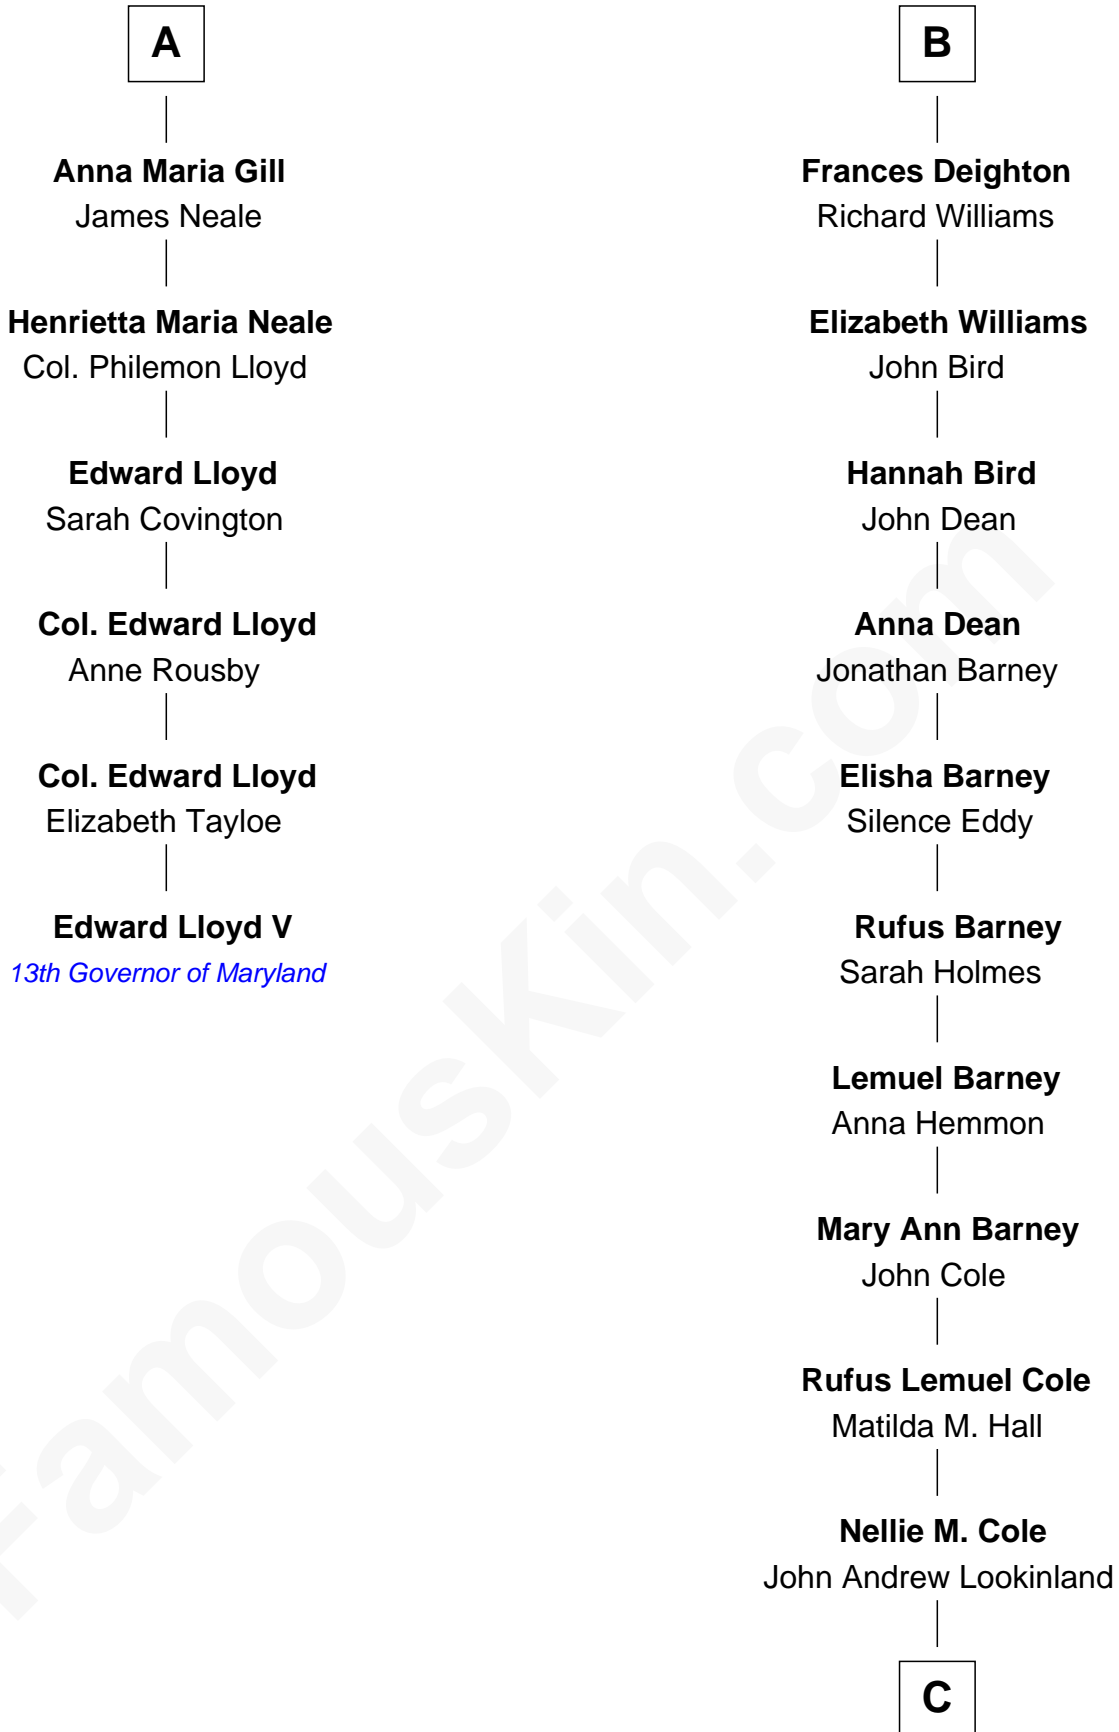 A
Anna Maria Gill
James Neale
Henrietta Maria Neale
Col. Philemon Lloyd
Edward Lloyd
Sarah Covington
Col. Edward Lloyd
Anne Rousby
Col. Edward Lloyd
Elizabeth Tayloe
Edward Lloyd V
13th Governor of Maryland
B
Frances Deighton
Richard Williams
Elizabeth Williams
John Bird
Hannah Bird
John Dean
Anna Dean
Jonathan Barney
Elisha Barney
Silence Eddy
Rufus Barney
Sarah Holmes
Lemuel Barney
Anna Hemmon
Mary Ann Barney
John Cole
Rufus Lemuel Cole
Matilda M. Hall
Nellie M. Cole
John Andrew Lookinland
C
FamousKin.com